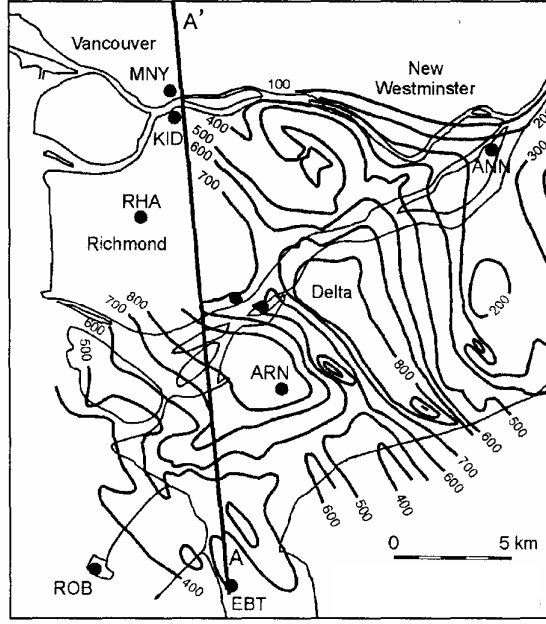 A'
Vancouver
MNY
New
Westminster
100
400
500
600
700
KID
200
300
ANN
RHA
Richmond
200
800
700
600
500
Delta
ARN
800
500
600
700
600
400
500
600
A
400
ROB
EBT
0 5 km